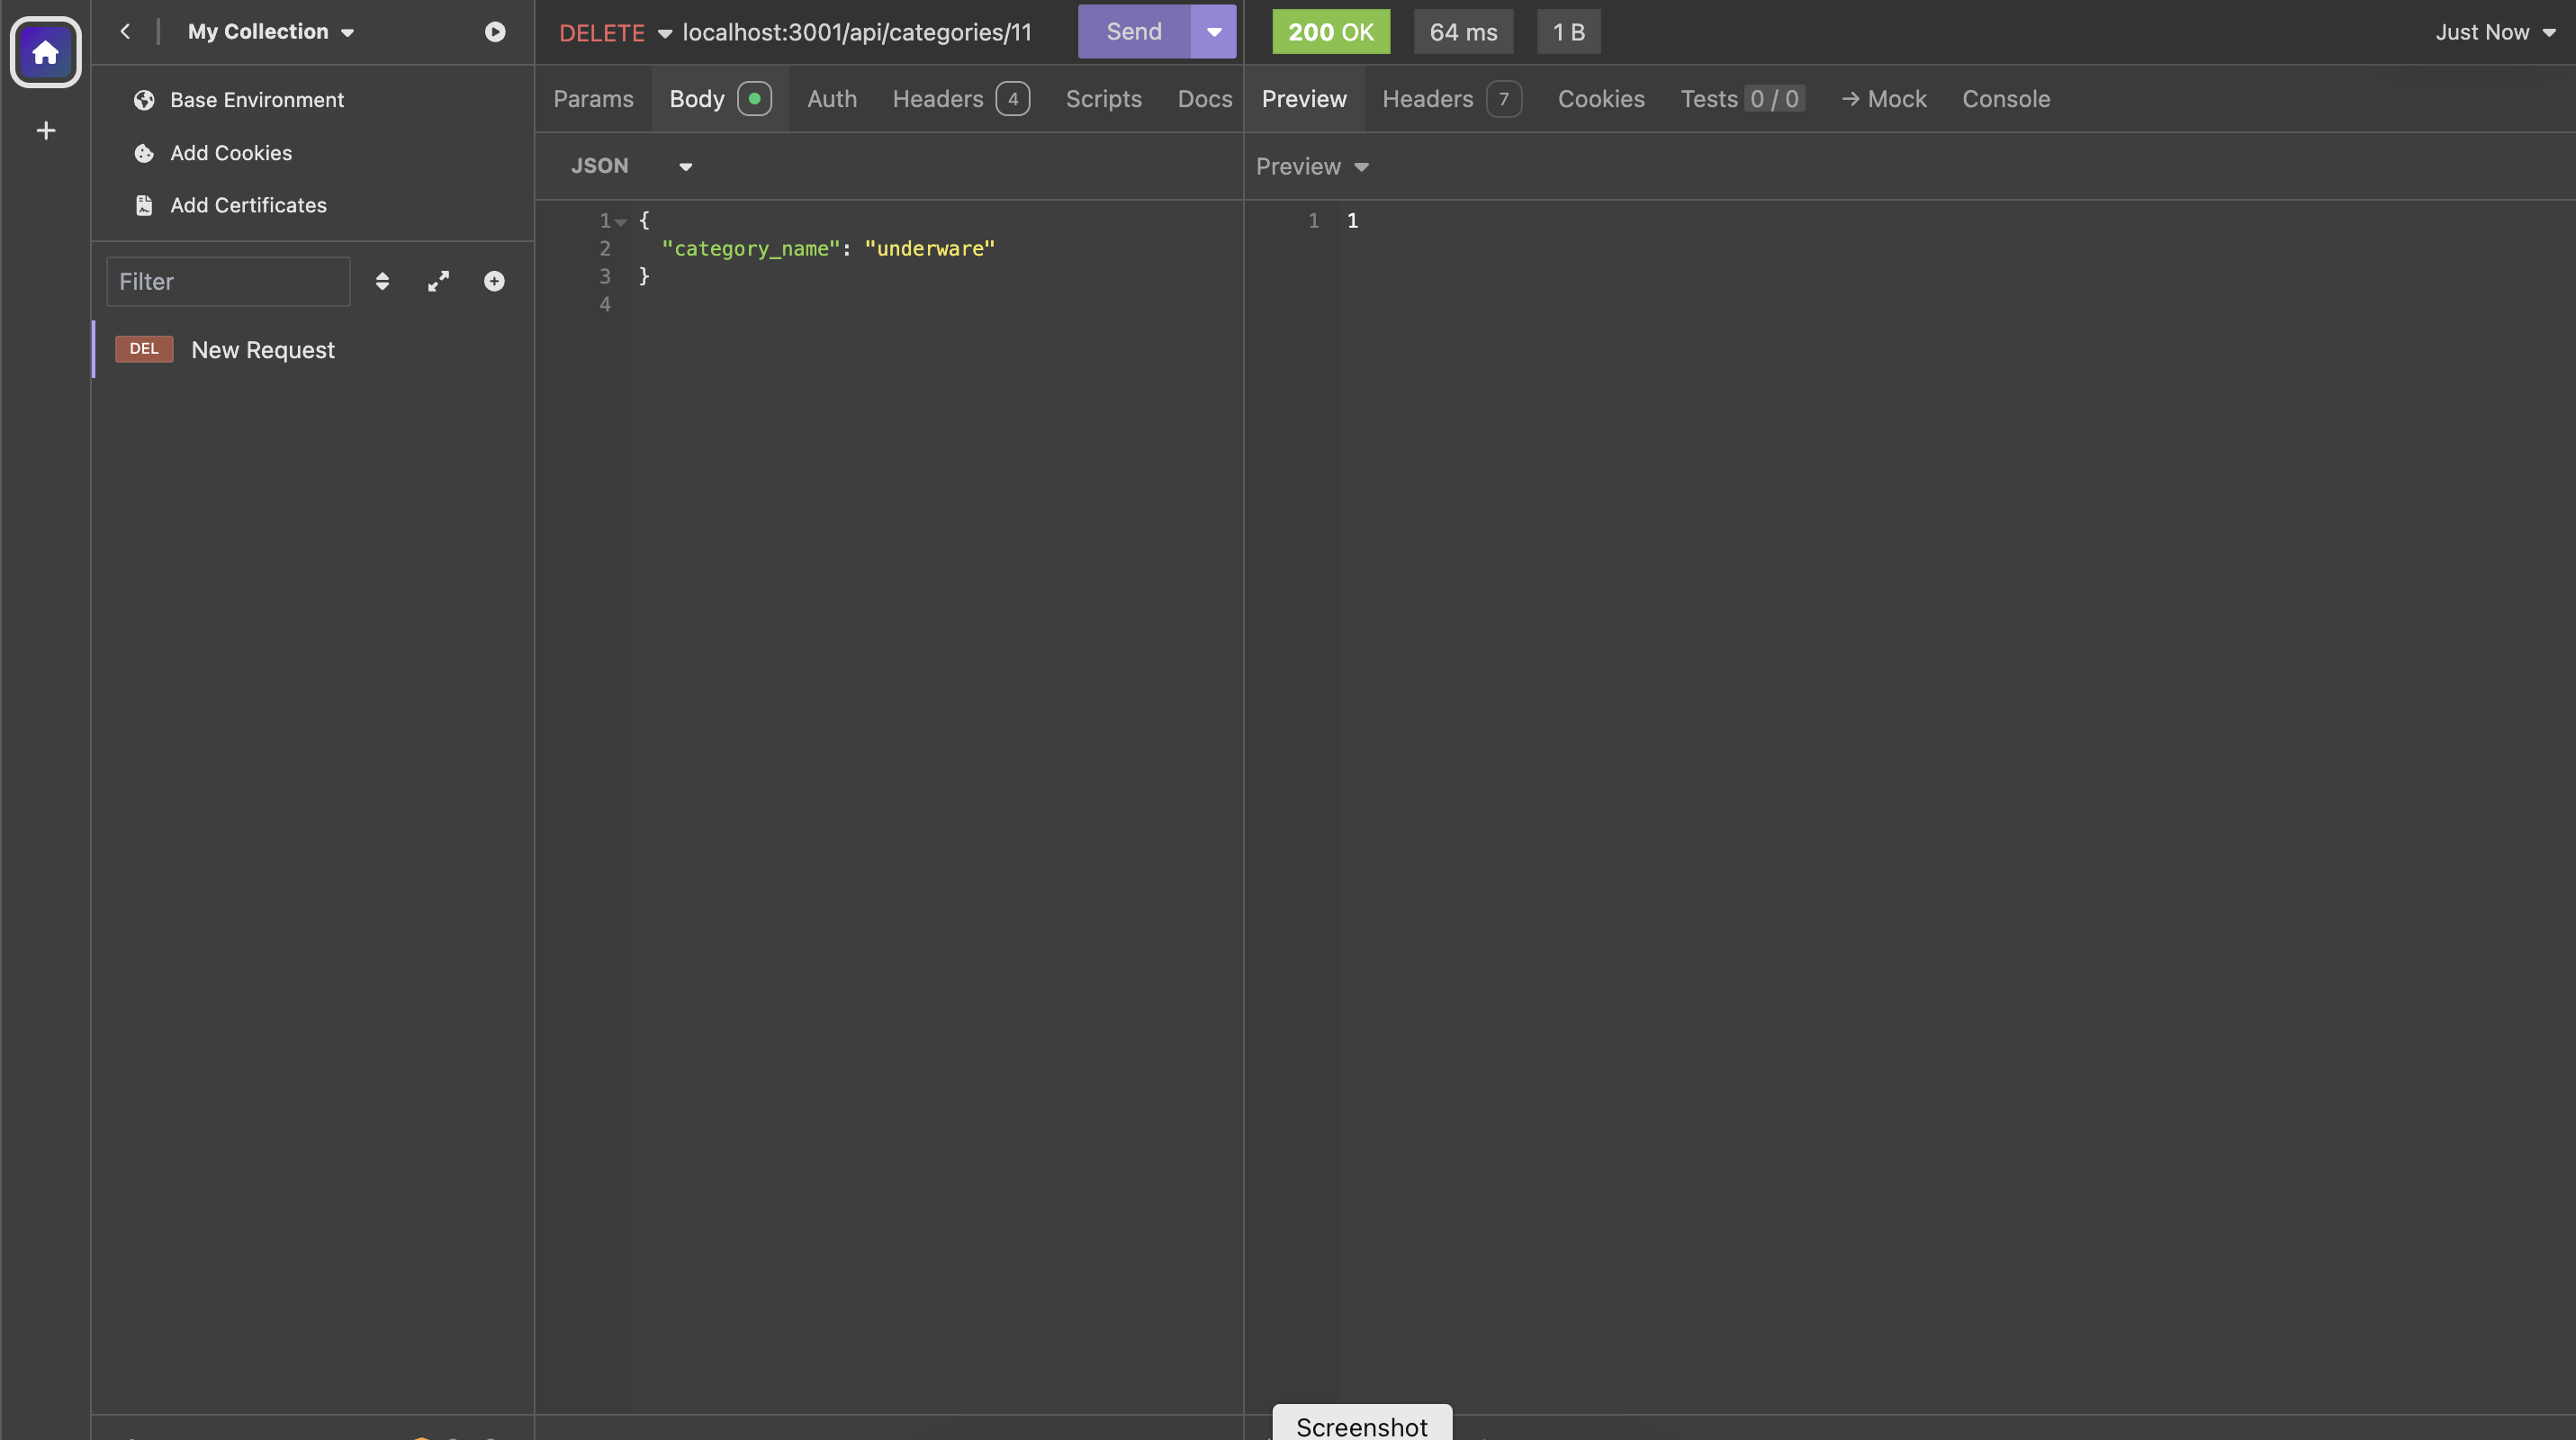 My Collection
Base Environment
Add Cookies
Add Certificates
Filter
DEL New Request
DELETE localhost:3001/api/categories/11 Send
Params Body Auth Headers 4 Scripts Docs
JSON
1 {
2 "category_name": "underware"
3 }
4
200 OK 64 ms 1 B Just Now
Preview Headers 7 Cookies Tests 0 / 0 → Mock Console
Preview
1 1
Screenshot